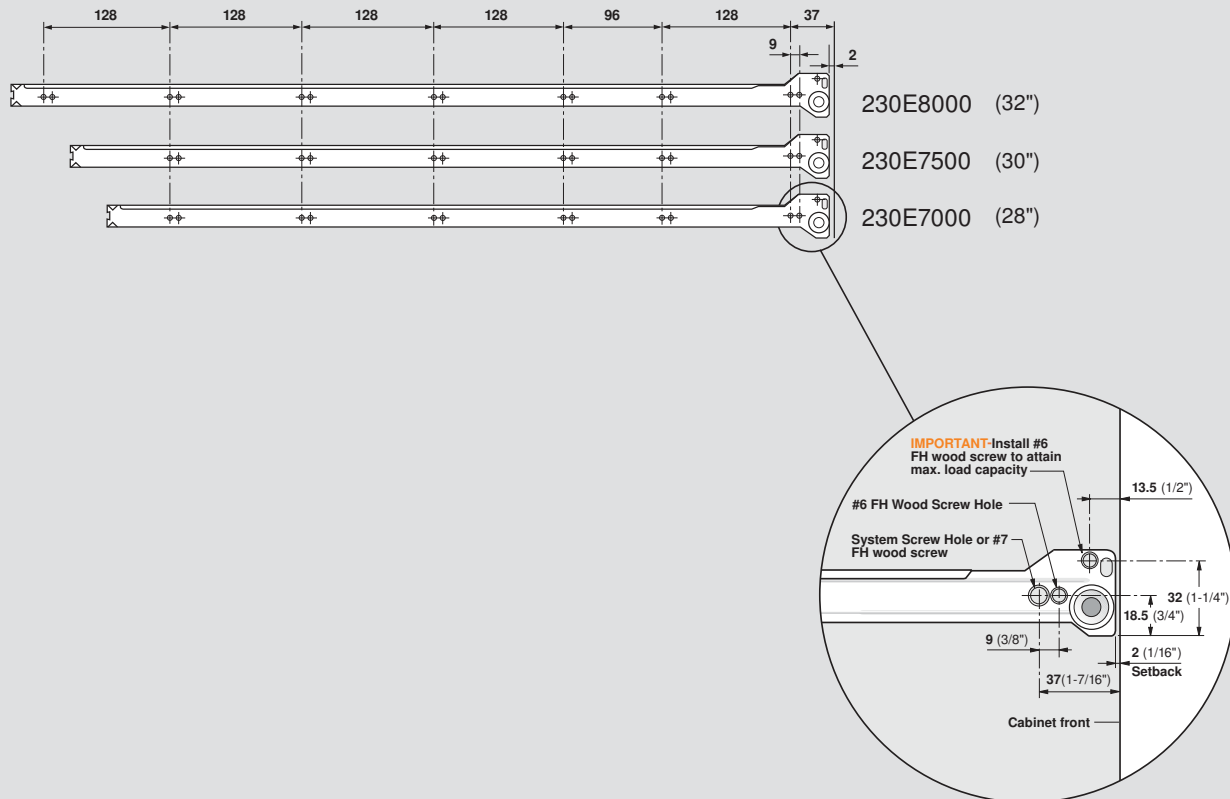 128 128 128 128 96 128 37
9
2
230E8000 (32")
230E7500 (30")
230E7000 (28")
IMPORTANT-Install #6
FH wood screw to attain
max. load capacity
13.5 (1/2")
#6 FH Wood Screw Hole
System Screw Hole or #7
FH wood screw
32 (1-1/4")
18.5 (3/4")
9 (3/8")
2 (1/16")
Setback
37(1-7/16")
Cabinet front